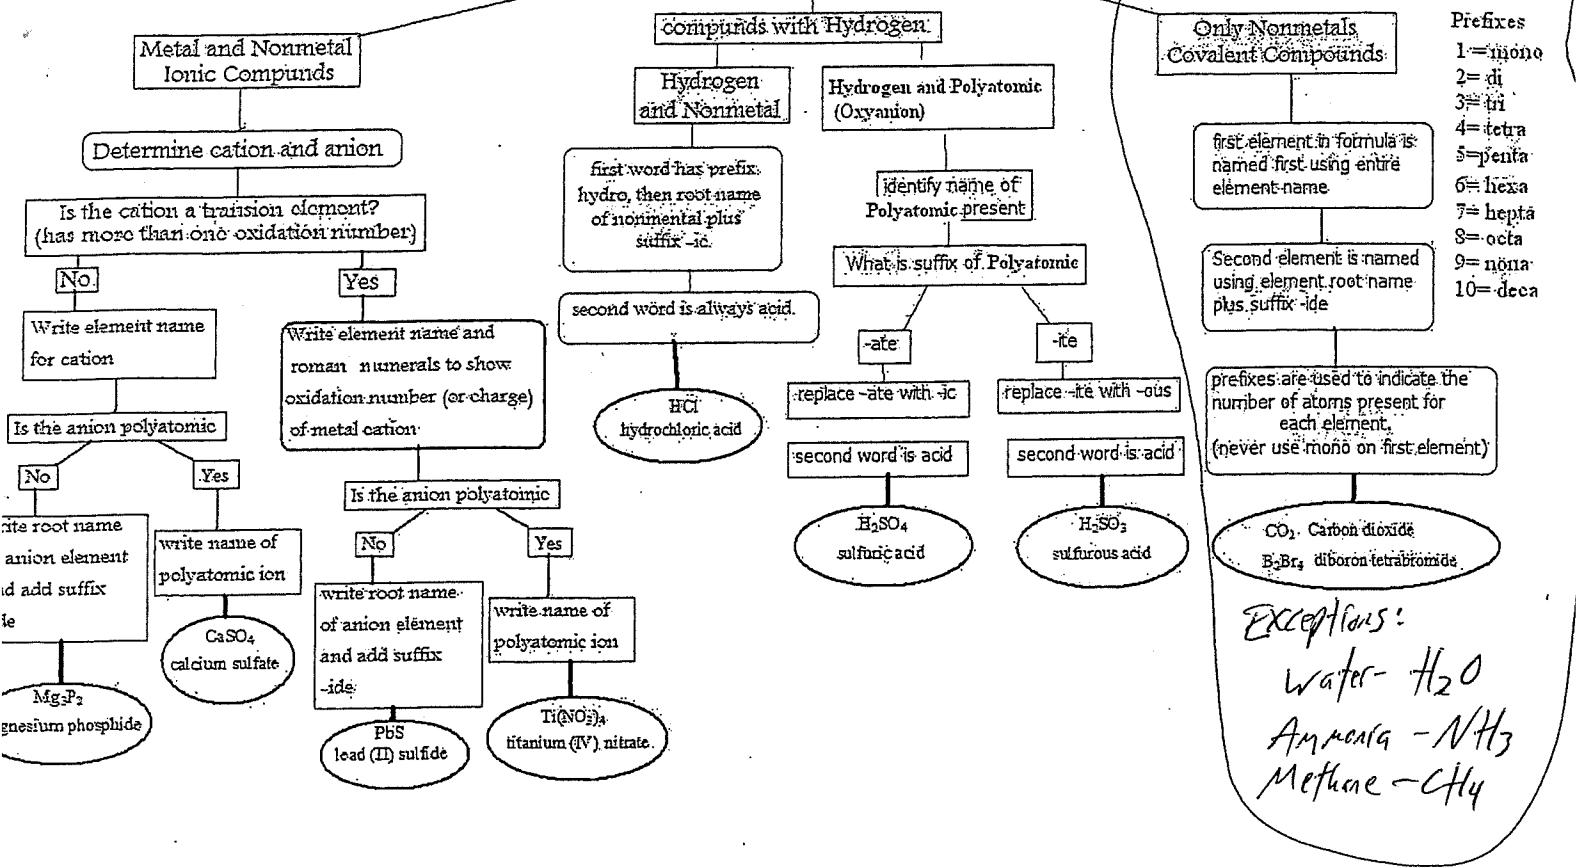 Metal and Nonmetal
Ionic Compunds
Determine cation and anion
Is the cation a transion element?
(has more than one oxidation number)
No.
Yes
Write element name
for cation
Write element name and
roman numerals to show
oxidation number (or charge)
of metal cation
Is the anion polyatomic
No
Yes
Is the anion polyatomic
No
Yes
rite root name
anion element
d add suffix
de
write name of
polyatomic ion
write root name
of anion element
and add suffix
-ide
write name of
polyatomic ion
Mg₃P₂
gnesium phosphide
CaSO₄
calcium sulfate
PbS
lead (II) sulfide
Ti(NO₃)₄
titanium (IV) nitrate
compunds with Hydrogen
Hydrogen
and Nonmetal
first word has prefix
hydro, then root name
of nonmental plus
suffix -ic.
second word is always acid.
HCl
hydrochloric acid
Hydrogen and Polyatomic
(Oxyanion)
identify name of
Polyatomic present
What is suffix of Polyatomic
-ate
-ite
replace -ate with -ic
replace -ite with -ous
second word is acid
second word is acid
H₂SO₄
sulfuric acid
H₂SO₃
sulfurous acid
Only Nonmetals
Covalent Compounds
first element in formula is
named first using entire
element name
Second element is named
using element root name
plus suffix -ide
prefixes are used to indicate the
number of atoms present for
each element.
(never use mono on first element)
CO₂ Carbon dioxide
B₂Br₄ diboron tetrabromide
Exceptions:
Water - H₂O
Ammonia - NH₃
Methane - CH₄
Prefixes
1=mono
2= di
3= tri
4=tetra
5=penta
6= hexa
7= hepta
8= octa
9= nona
10= deca